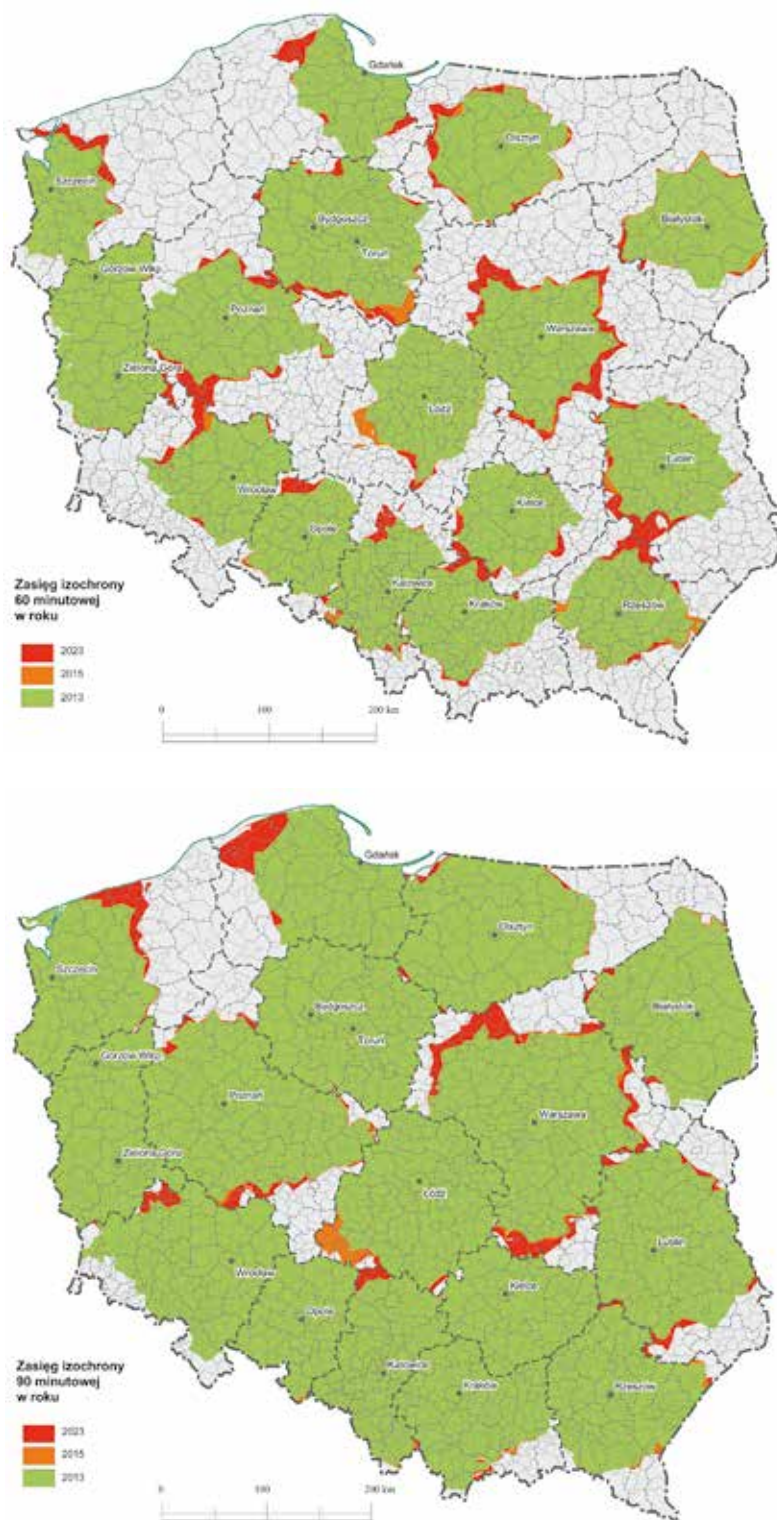 Gdańsk
Olsztyn
Szczecin
Białystok
Bydgoszcz
Toruń
Gorzów Wlkp.
Poznań
Warszawa
Zielona Góra
Łódź
Lublin
Wrocław
Kielce
Opole
Katowice
Kraków
Rzeszów
Zasięg izochrony
60 minutowej
w roku
2023
2015
2013
0 100 200 km
Gdańsk
Olsztyn
Szczecin
Białystok
Bydgoszcz
Toruń
Gorzów Wlkp.
Poznań
Warszawa
Zielona Góra
Łódź
Lublin
Wrocław
Kielce
Opole
Katowice
Kraków
Rzeszów
Zasięg izochrony
90 minutowej
w roku
2023
2015
2013
0 100 200 km